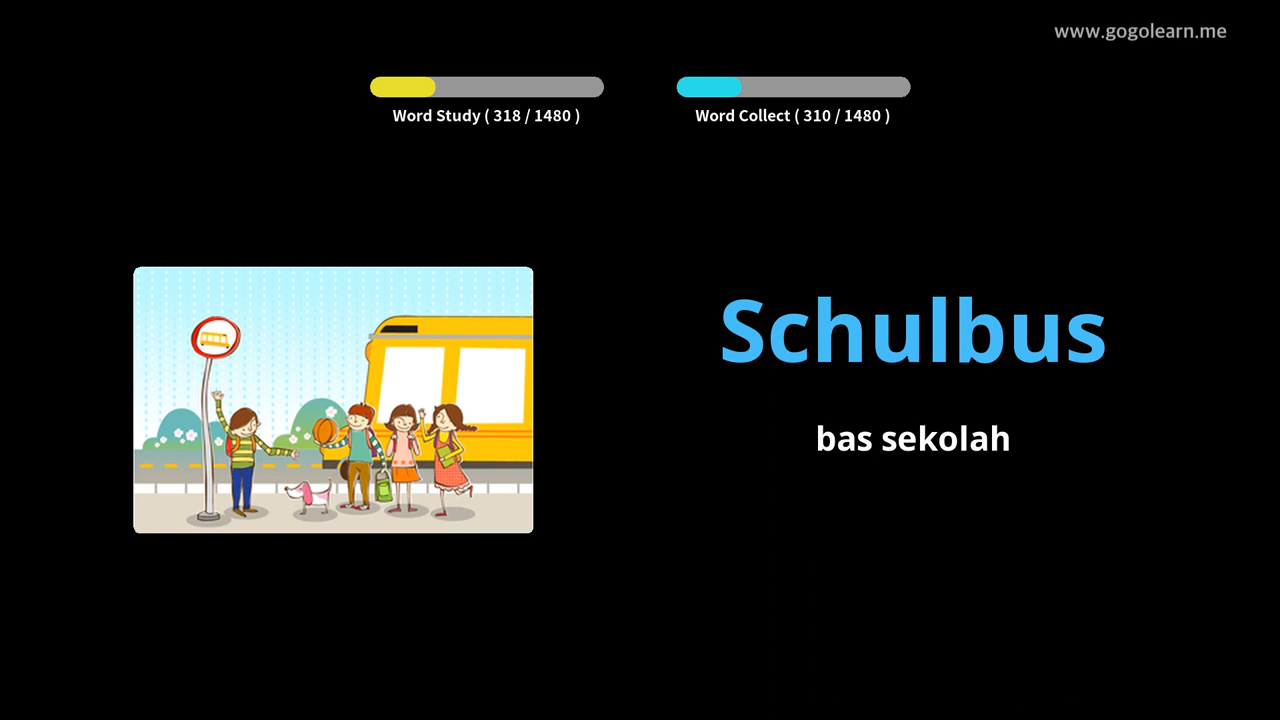 www.gogolearn.me
Word Study ( 318 / 1480 )
Word Collect ( 310 / 1480 )
Schulbus
bas sekolah